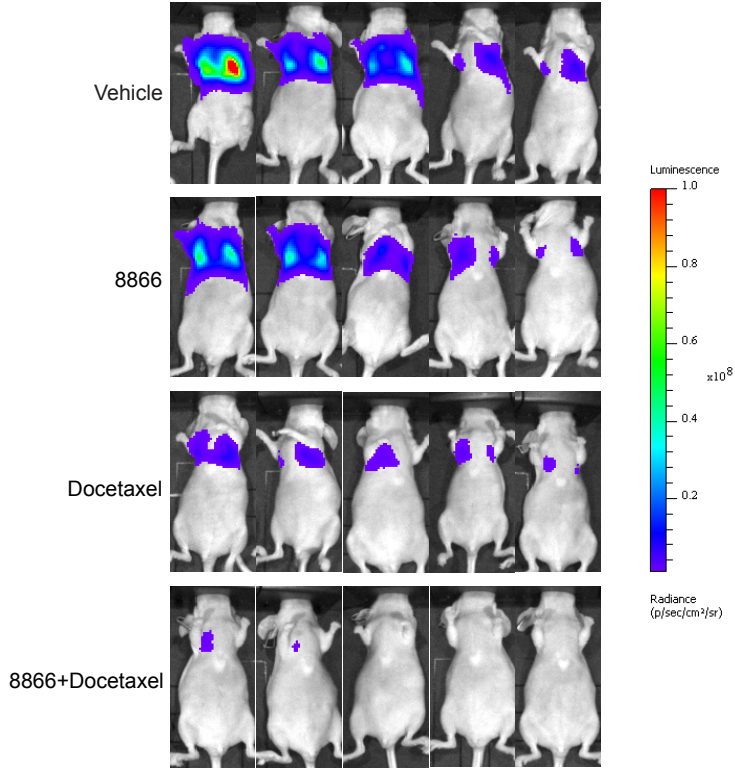 Vehicle
8866
Docetaxel
8866+Docetaxel
Luminescence
1.0
0.8
0.6
x10⁸
0.4
0.2
Radiance
(p/sec/cm²/sr)